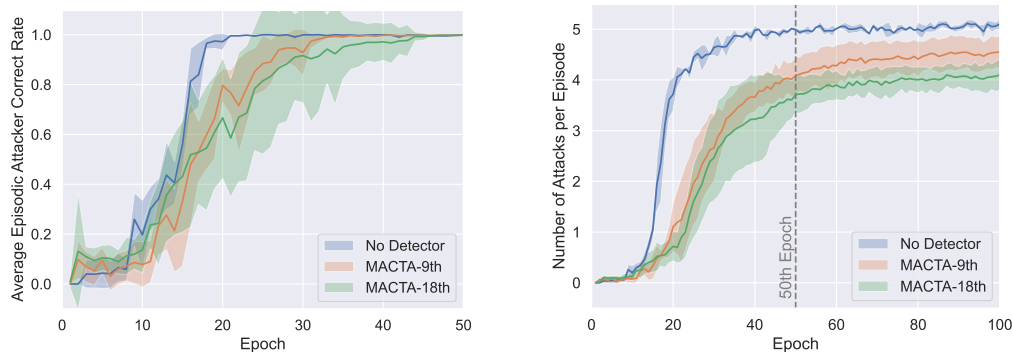 Average Episodic Attacker Correct Rate
1.0
0.8
0.6
0.4
0.2
0.0
0
10
20
30
40
50
Epoch
No Detector
MACTA-9th
MACTA-18th
Number of Attacks per Episode
5
4
3
2
1
0
0
20
40
60
80
100
Epoch
50th Epoch
No Detector
MACTA-9th
MACTA-18th